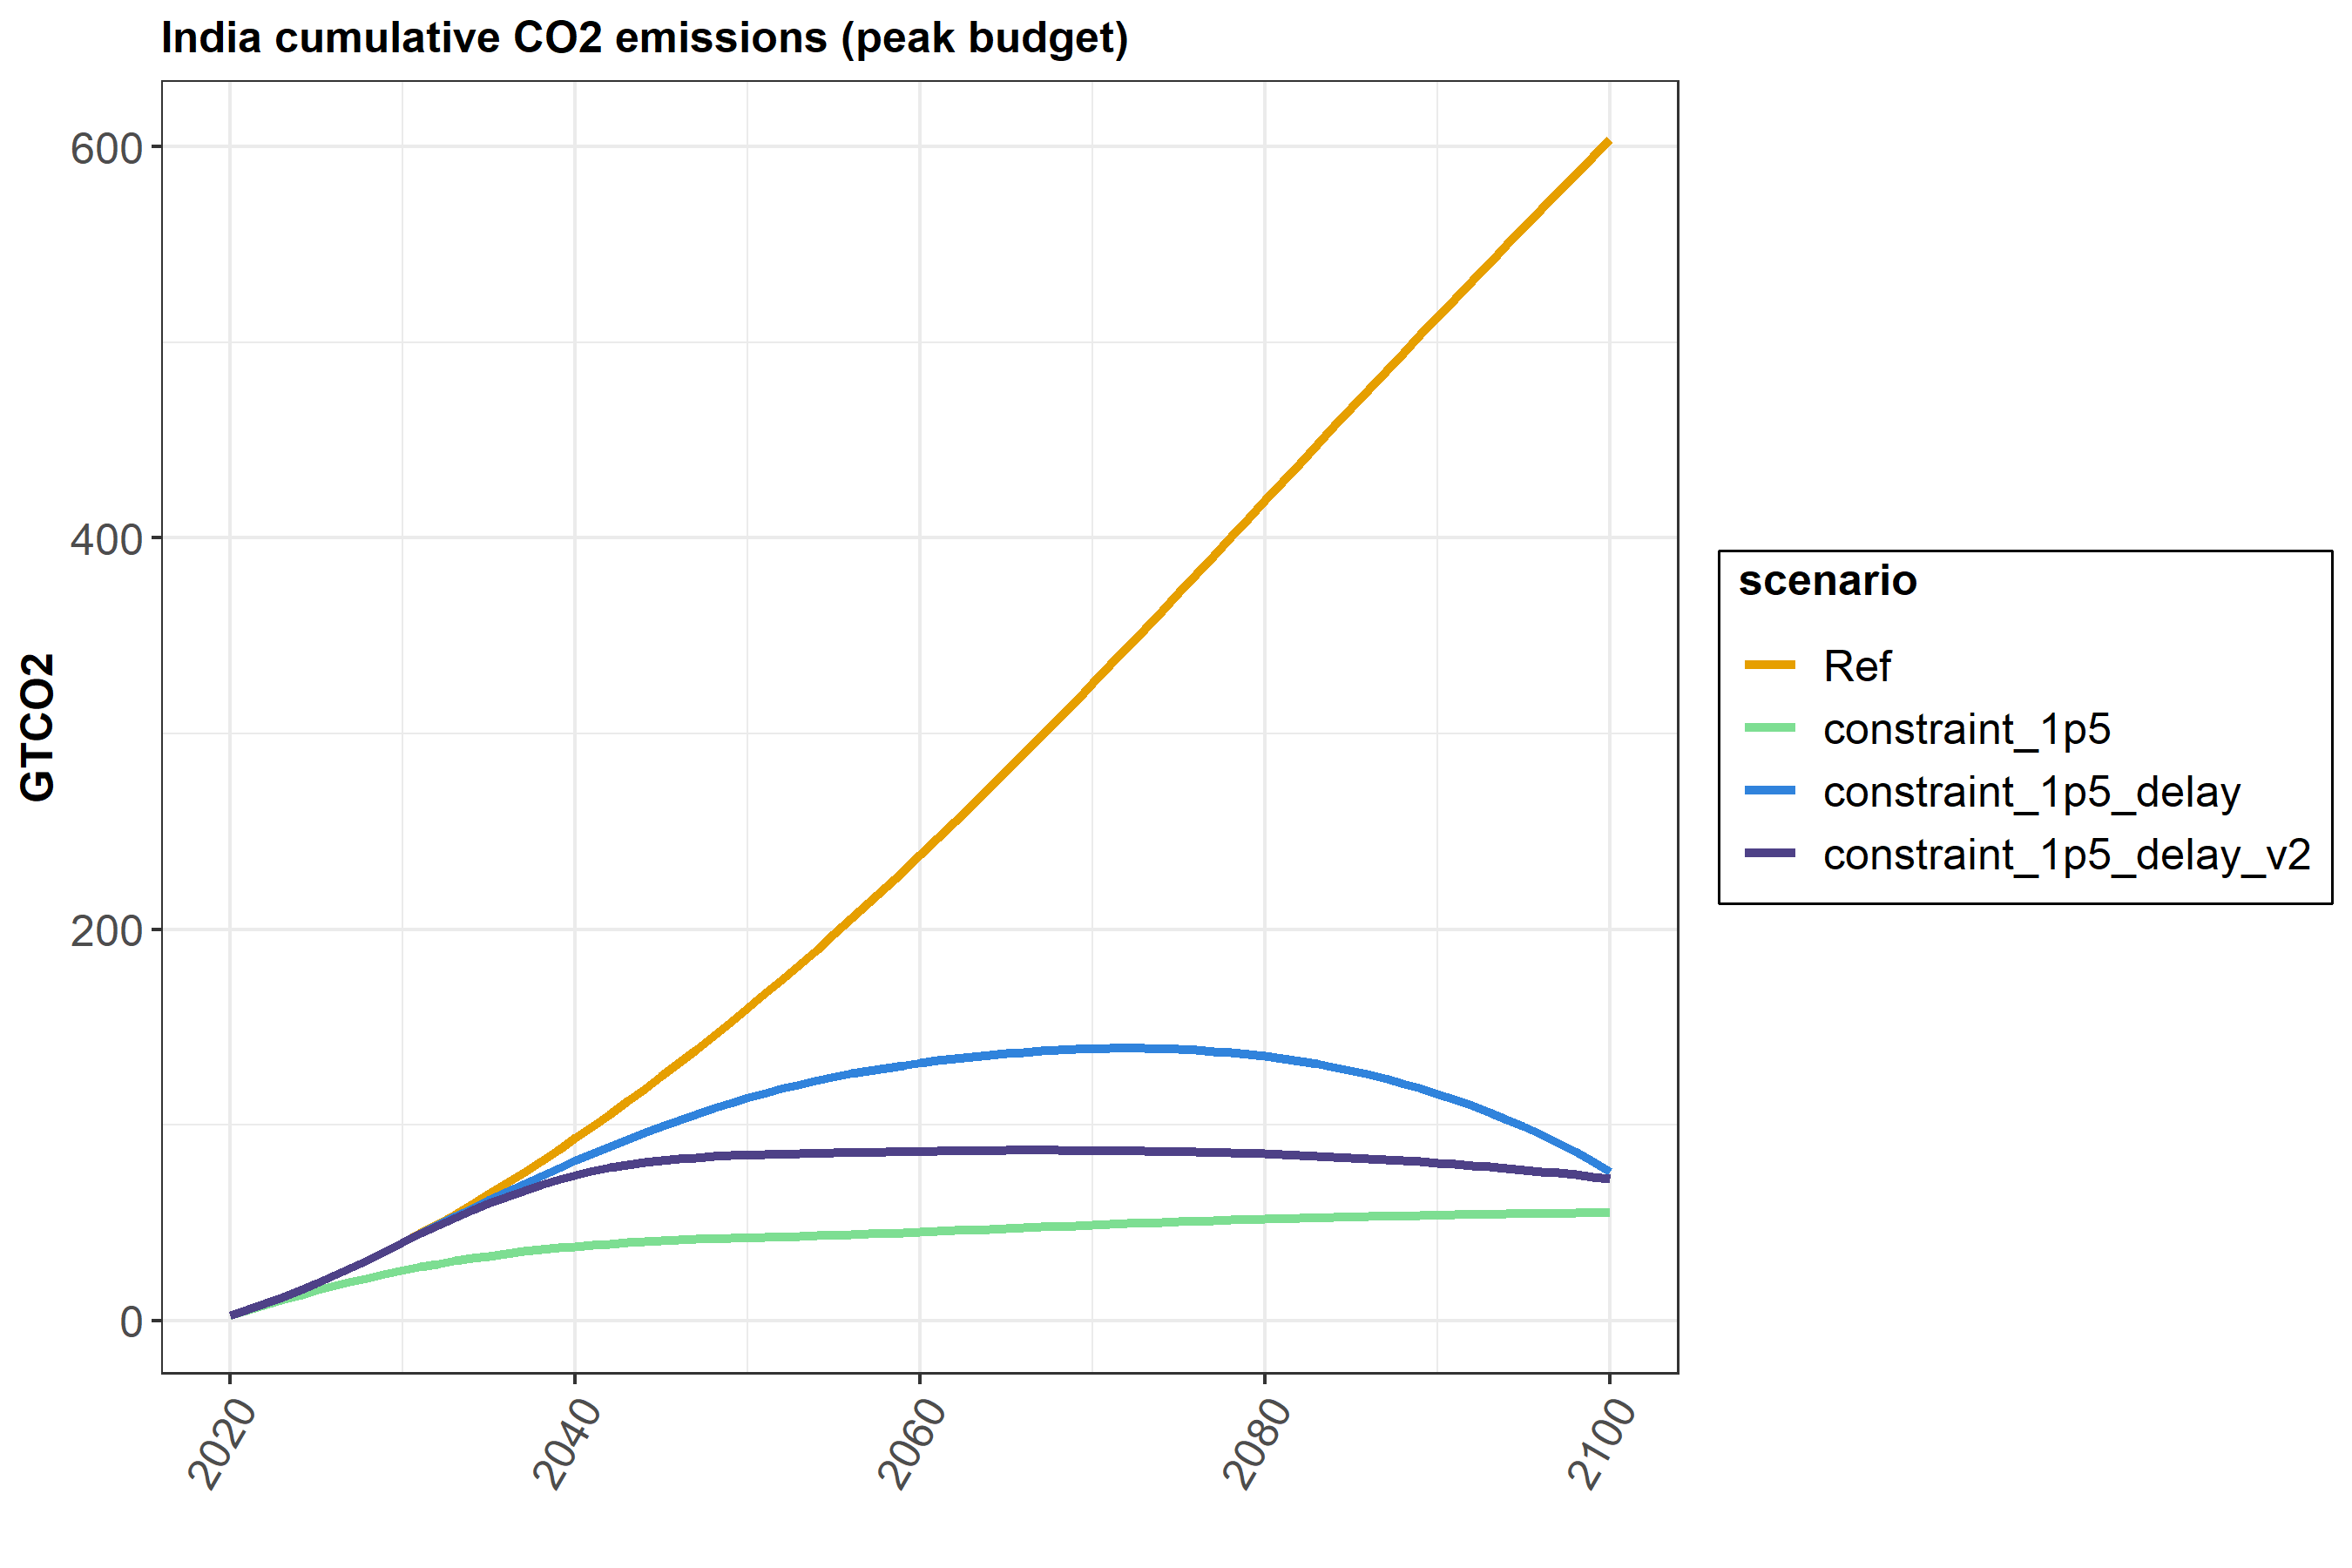 India cumulative CO2 emissions (peak budget)
GTCO2
600
400
200
0
2020
2040
2060
2080
2100
scenario
Ref
constraint_1p5
constraint_1p5_delay
constraint_1p5_delay_v2